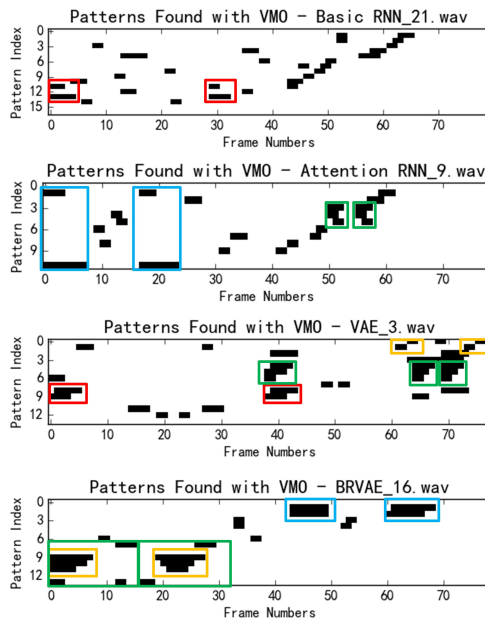 Patterns Found with VMO - Basic RNN_21.wav
Pattern Index
0
3
6
9
12
15
0 10 20 30 40 50 60 70
Frame Numbers
Patterns Found with VMO - Attention RNN_9.wav
Pattern Index
0
3
6
9
0 10 20 30 40 50 60 70
Frame Numbers
Patterns Found with VMO - VAE_3.wav
Pattern Index
0
3
6
9
12
0 10 20 30 40 50 60 70
Frame Numbers
Patterns Found with VMO - BRVAE_16.wav
Pattern Index
0
3
6
9
12
0 10 20 30 40 50 60 70
Frame Numbers